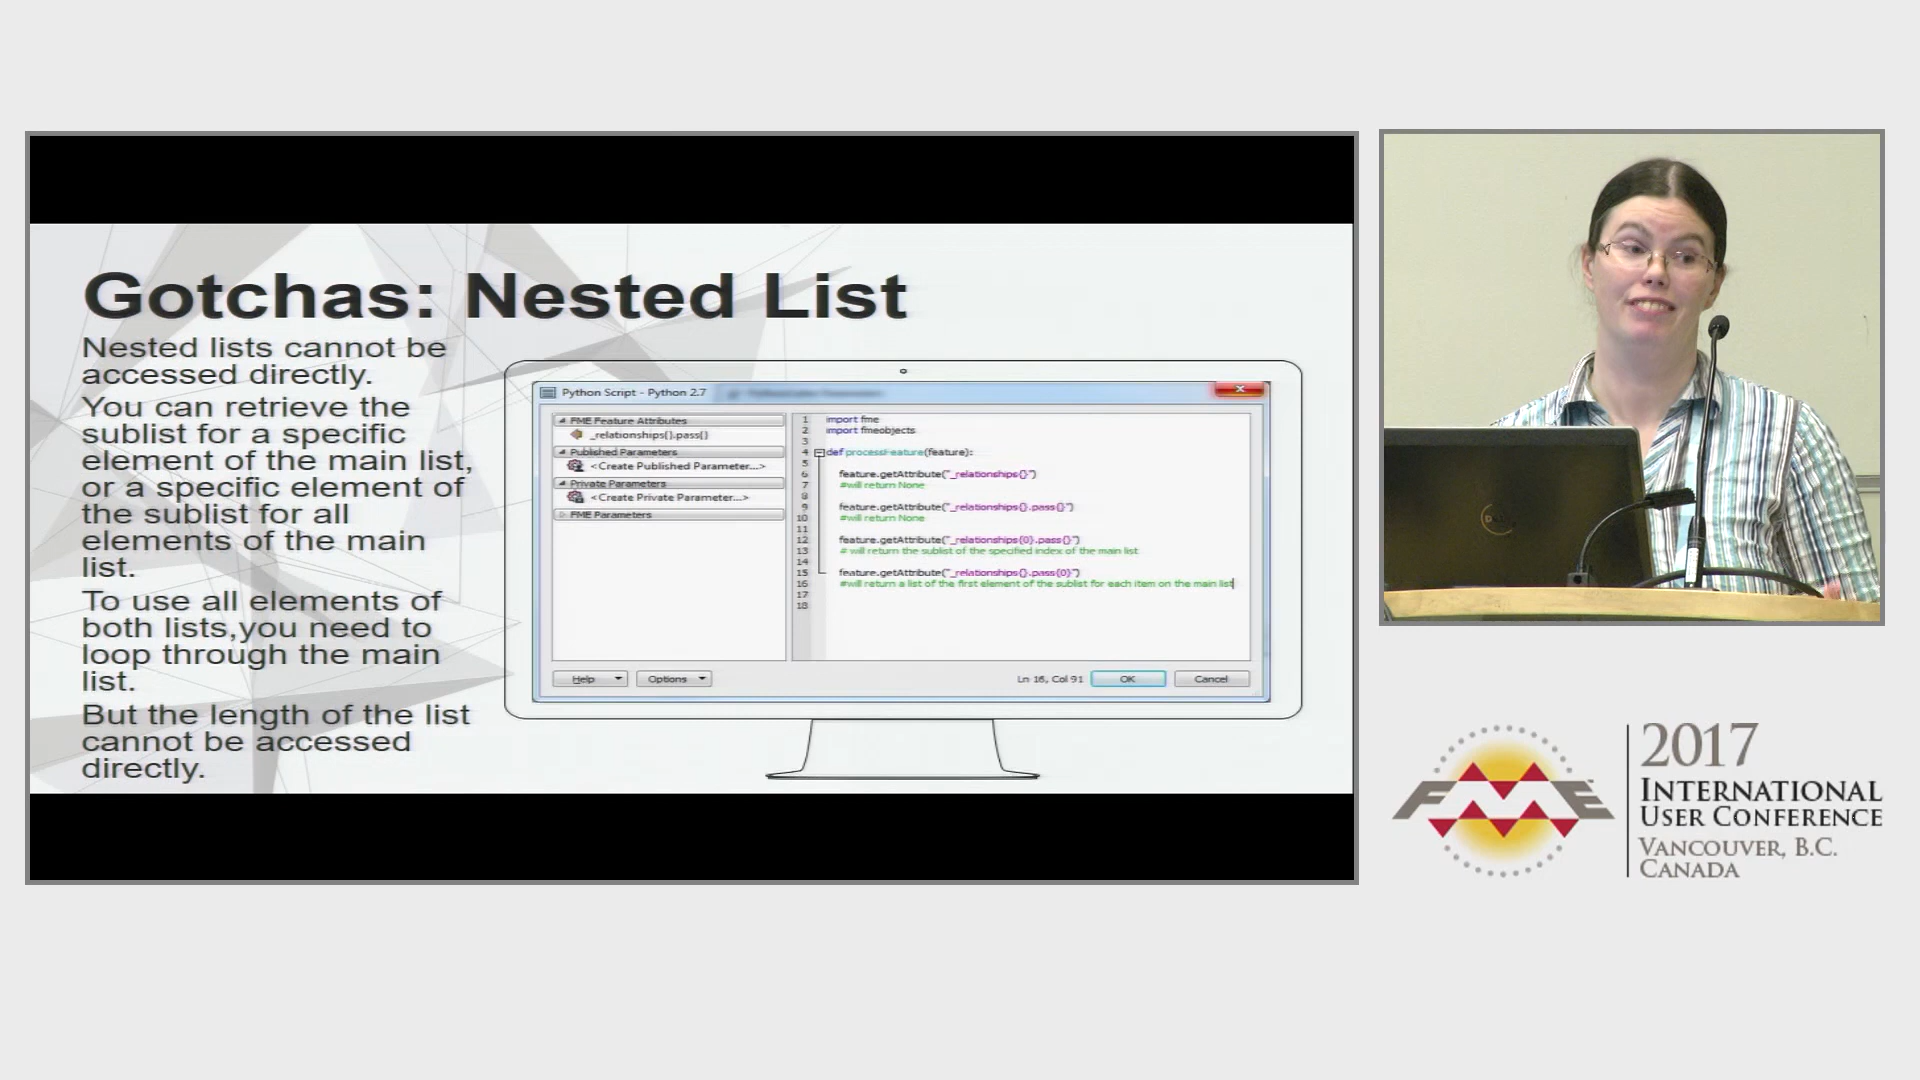 Gotchas: Nested List
Nested lists cannot be
accessed directly.
You can retrieve the
sublist for a specific
element of the main list,
or a specific element of
the sublist for all
elements of the main
list.
To use all elements of
both lists,you need to
loop through the main
list.
But the length of the list
cannot be accessed
directly.
Python Script - Python 2.7
FME Feature Attributes
_relationships{}.pass{}
Published Parameters
<Create Published Parameter...>
Private Parameters
<Create Private Parameter...>
FME Parameters
1 import fme
2 import fmeobjects
3
4 def processFeature(feature):
5
6 feature.getAttribute("_relationships{}")
7 #will return None
8
9 feature.getAttribute("_relationships{}.pass{}")
10 #will return None
11
12 feature.getAttribute("_relationships{0}.pass{}")
13 # will return the sublist of the specified index of the main list
14
15 feature.getAttribute("_relationships{}.pass{0}")
16 #will return a list of the first element of the sublist for each item on the main list
17
18
Help
Options
Ln 16, Col 91
OK
Cancel
DELL
FME
2017
INTERNATIONAL
USER CONFERENCE
VANCOUVER, B.C.
CANADA